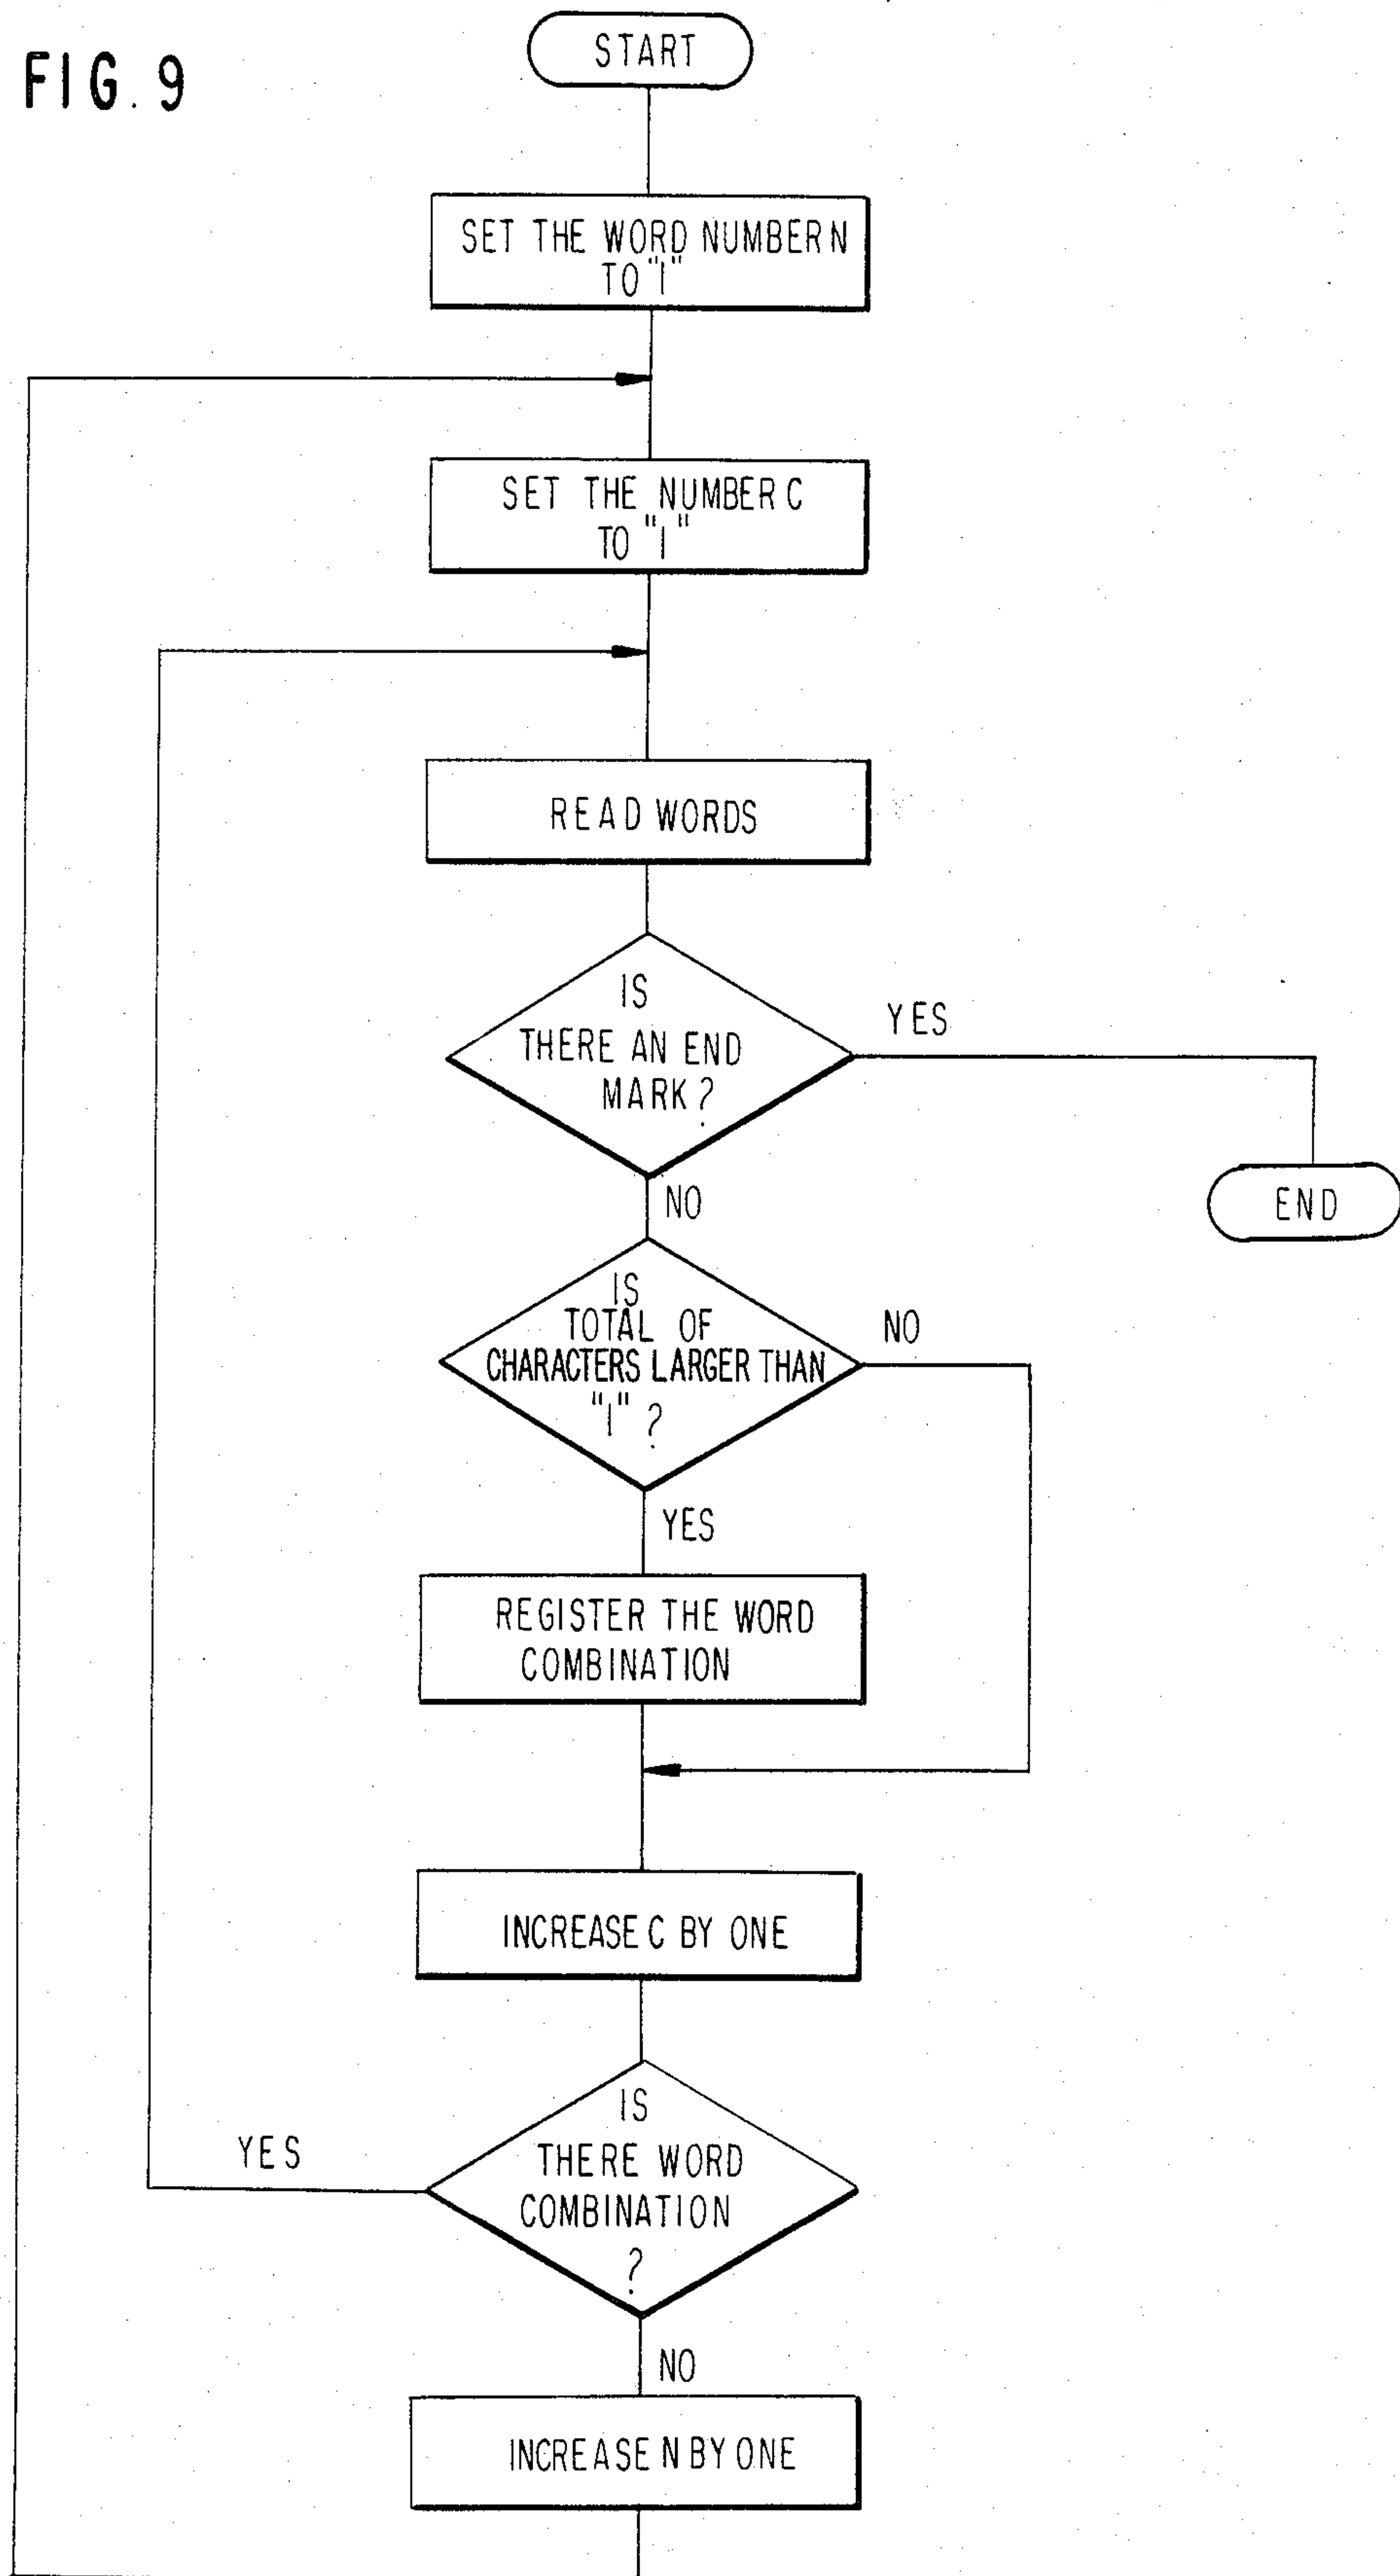 FIG. 9
START
SET THE WORD NUMBER N
TO "1"
SET THE NUMBER C
TO "1"
READ WORDS
IS
THERE AN END
MARK?
YES
END
NO
IS
TOTAL OF
CHARACTERS LARGER THAN
"1" ?
NO
YES
REGISTER THE WORD
COMBINATION
INCREASE C BY ONE
IS
THERE WORD
COMBINATION
?
YES
NO
INCREASE N BY ONE